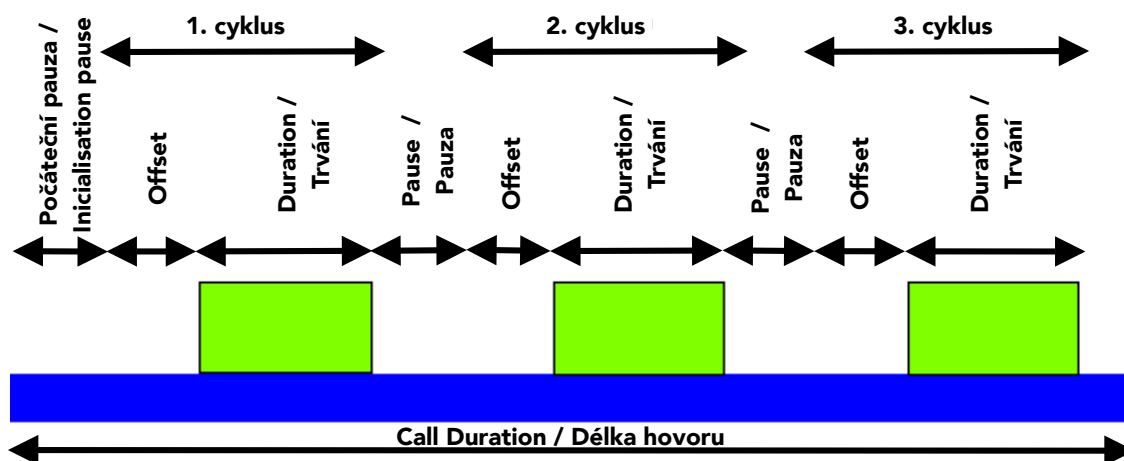 1. cyklus
2. cyklus
3. cyklus
Počáteční pauza /
Inicialisation pause
Offset
Duration /
Trvání
Pause /
Pauza
Offset
Duration /
Trvání
Pause /
Pauza
Offset
Duration /
Trvání
Call Duration / Délka hovoru